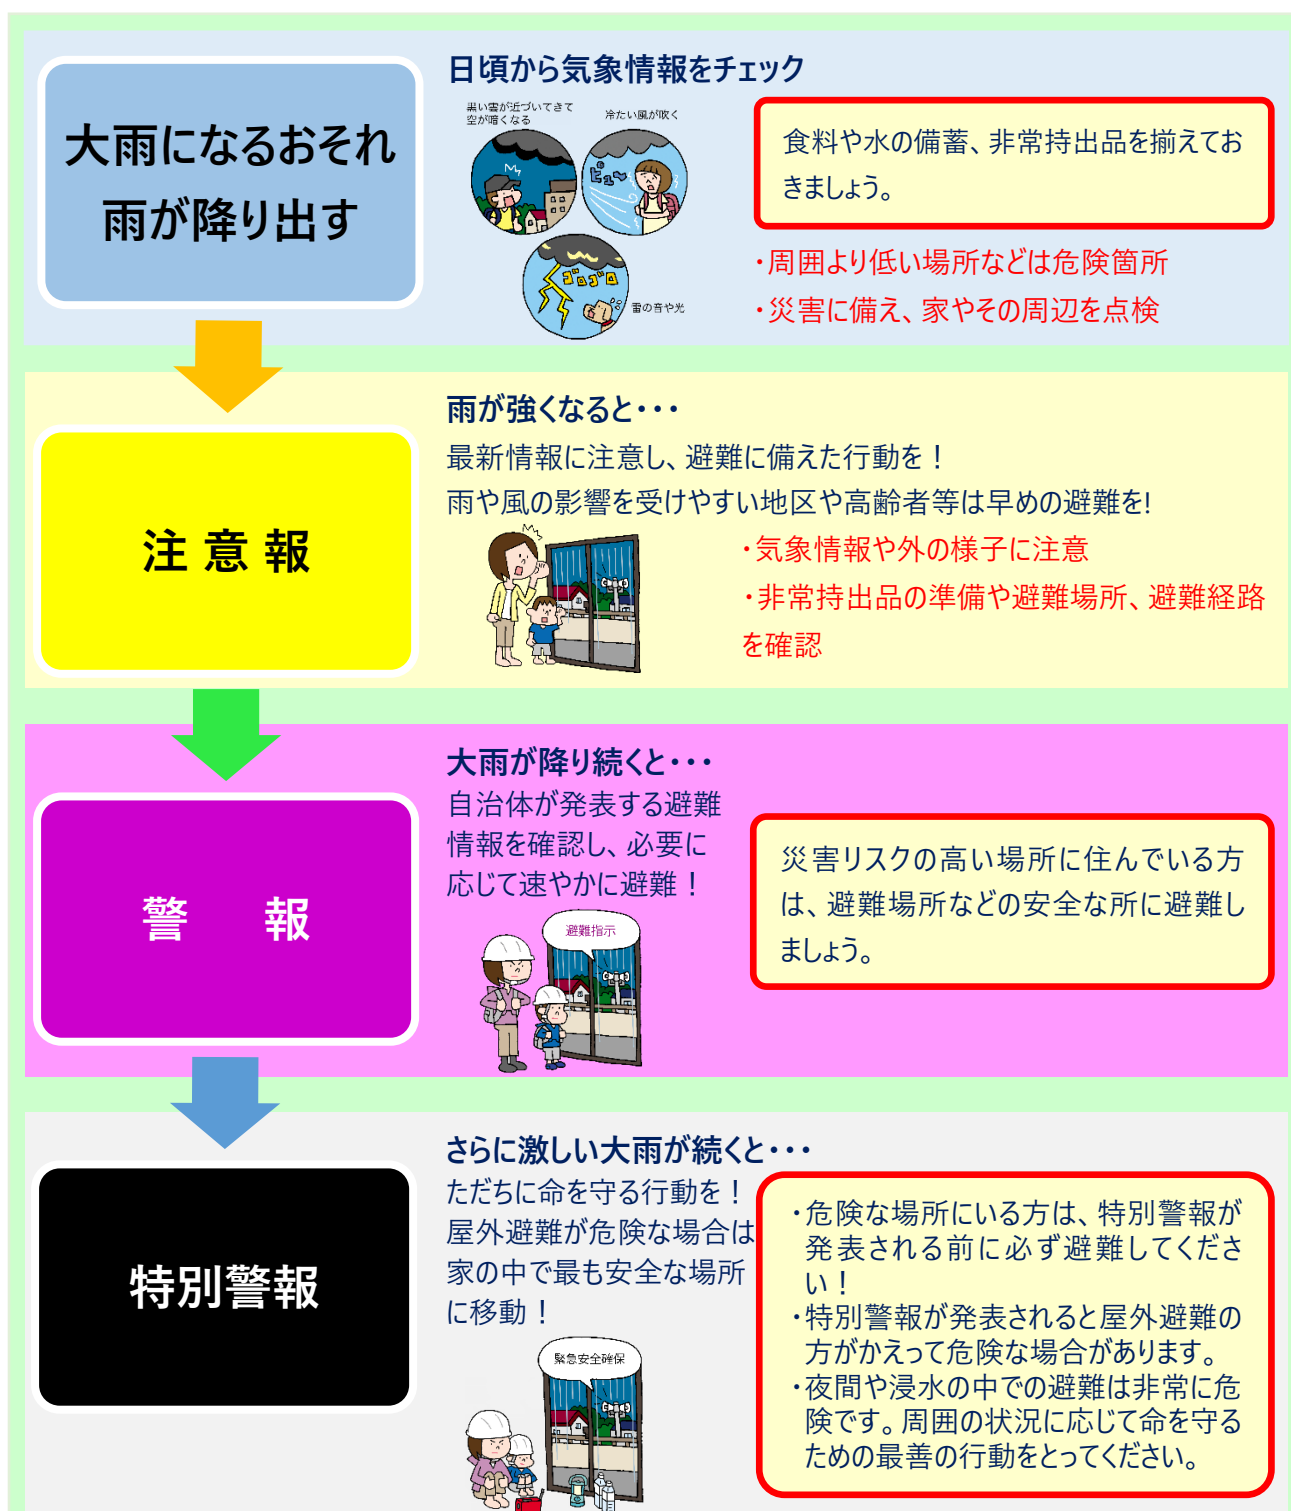 大雨になるおそれ
雨が降り出す
日頃から気象情報をチェック
黒い雲が近づいてきて
空が暗くなる
冷たい風が吹く
ビュ〜
ゴロゴロ
雷の音や光
食料や水の備蓄、非常持出品を揃えてお
きましょう。
・周囲より低い場所などは危険箇所
・災害に備え、家やその周辺を点検
注意報
雨が強くなると・・・
最新情報に注意し、避難に備えた行動を！
雨や風の影響を受けやすい地区や高齢者等は早めの避難を!
・気象情報や外の様子に注意
・非常持出品の準備や避難場所、避難経路
を確認
警　報
大雨が降り続くと・・・
自治体が発表する避難
情報を確認し、必要に
応じて速やかに避難！
避難指示
災害リスクの高い場所に住んでいる方
は、避難場所などの安全な所に避難し
ましょう。
特別警報
さらに激しい大雨が続くと・・・
ただちに命を守る行動を！
屋外避難が危険な場合は
家の中で最も安全な場所
に移動！
緊急安全確保
・危険な場所にいる方は、特別警報が
発表される前に必ず避難してくださ
い！
・特別警報が発表されると屋外避難の
方がかえって危険な場合があります。
・夜間や浸水の中での避難は非常に危
険です。周囲の状況に応じて命を守る
ための最善の行動をとってください。